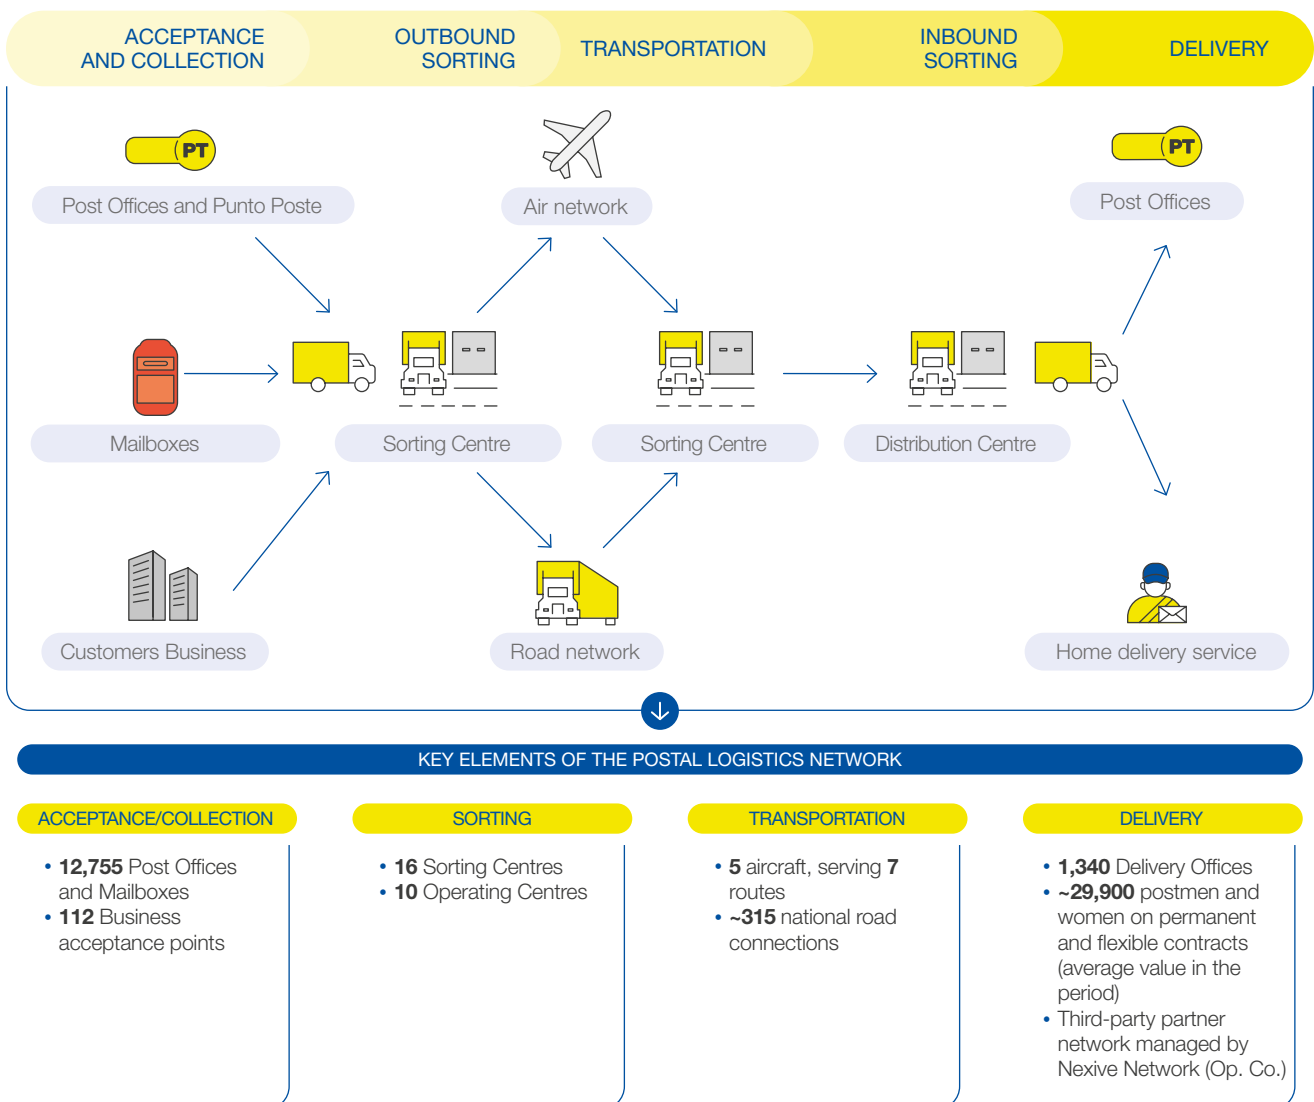 ACCEPTANCE
AND COLLECTION
OUTBOUND
SORTING
TRANSPORTATION
INBOUND
SORTING
DELIVERY
PT
PT
Post Offices and Punto Poste
Air network
Post Offices
Mailboxes
Sorting Centre
Sorting Centre
Distribution Centre
Customers Business
Road network
Home delivery service
KEY ELEMENTS OF THE POSTAL LOGISTICS NETWORK
ACCEPTANCE/COLLECTION
• 12,755 Post Offices
and Mailboxes
• 112 Business
acceptance points
SORTING
• 16 Sorting Centres
• 10 Operating Centres
TRANSPORTATION
• 5 aircraft, serving 7
routes
• ~315 national road
connections
DELIVERY
• 1,340 Delivery Offices
• ~29,900 postmen and
women on permanent
and flexible contracts
(average value in the
period)
• Third-party partner
network managed by
Nexive Network (Op. Co.)